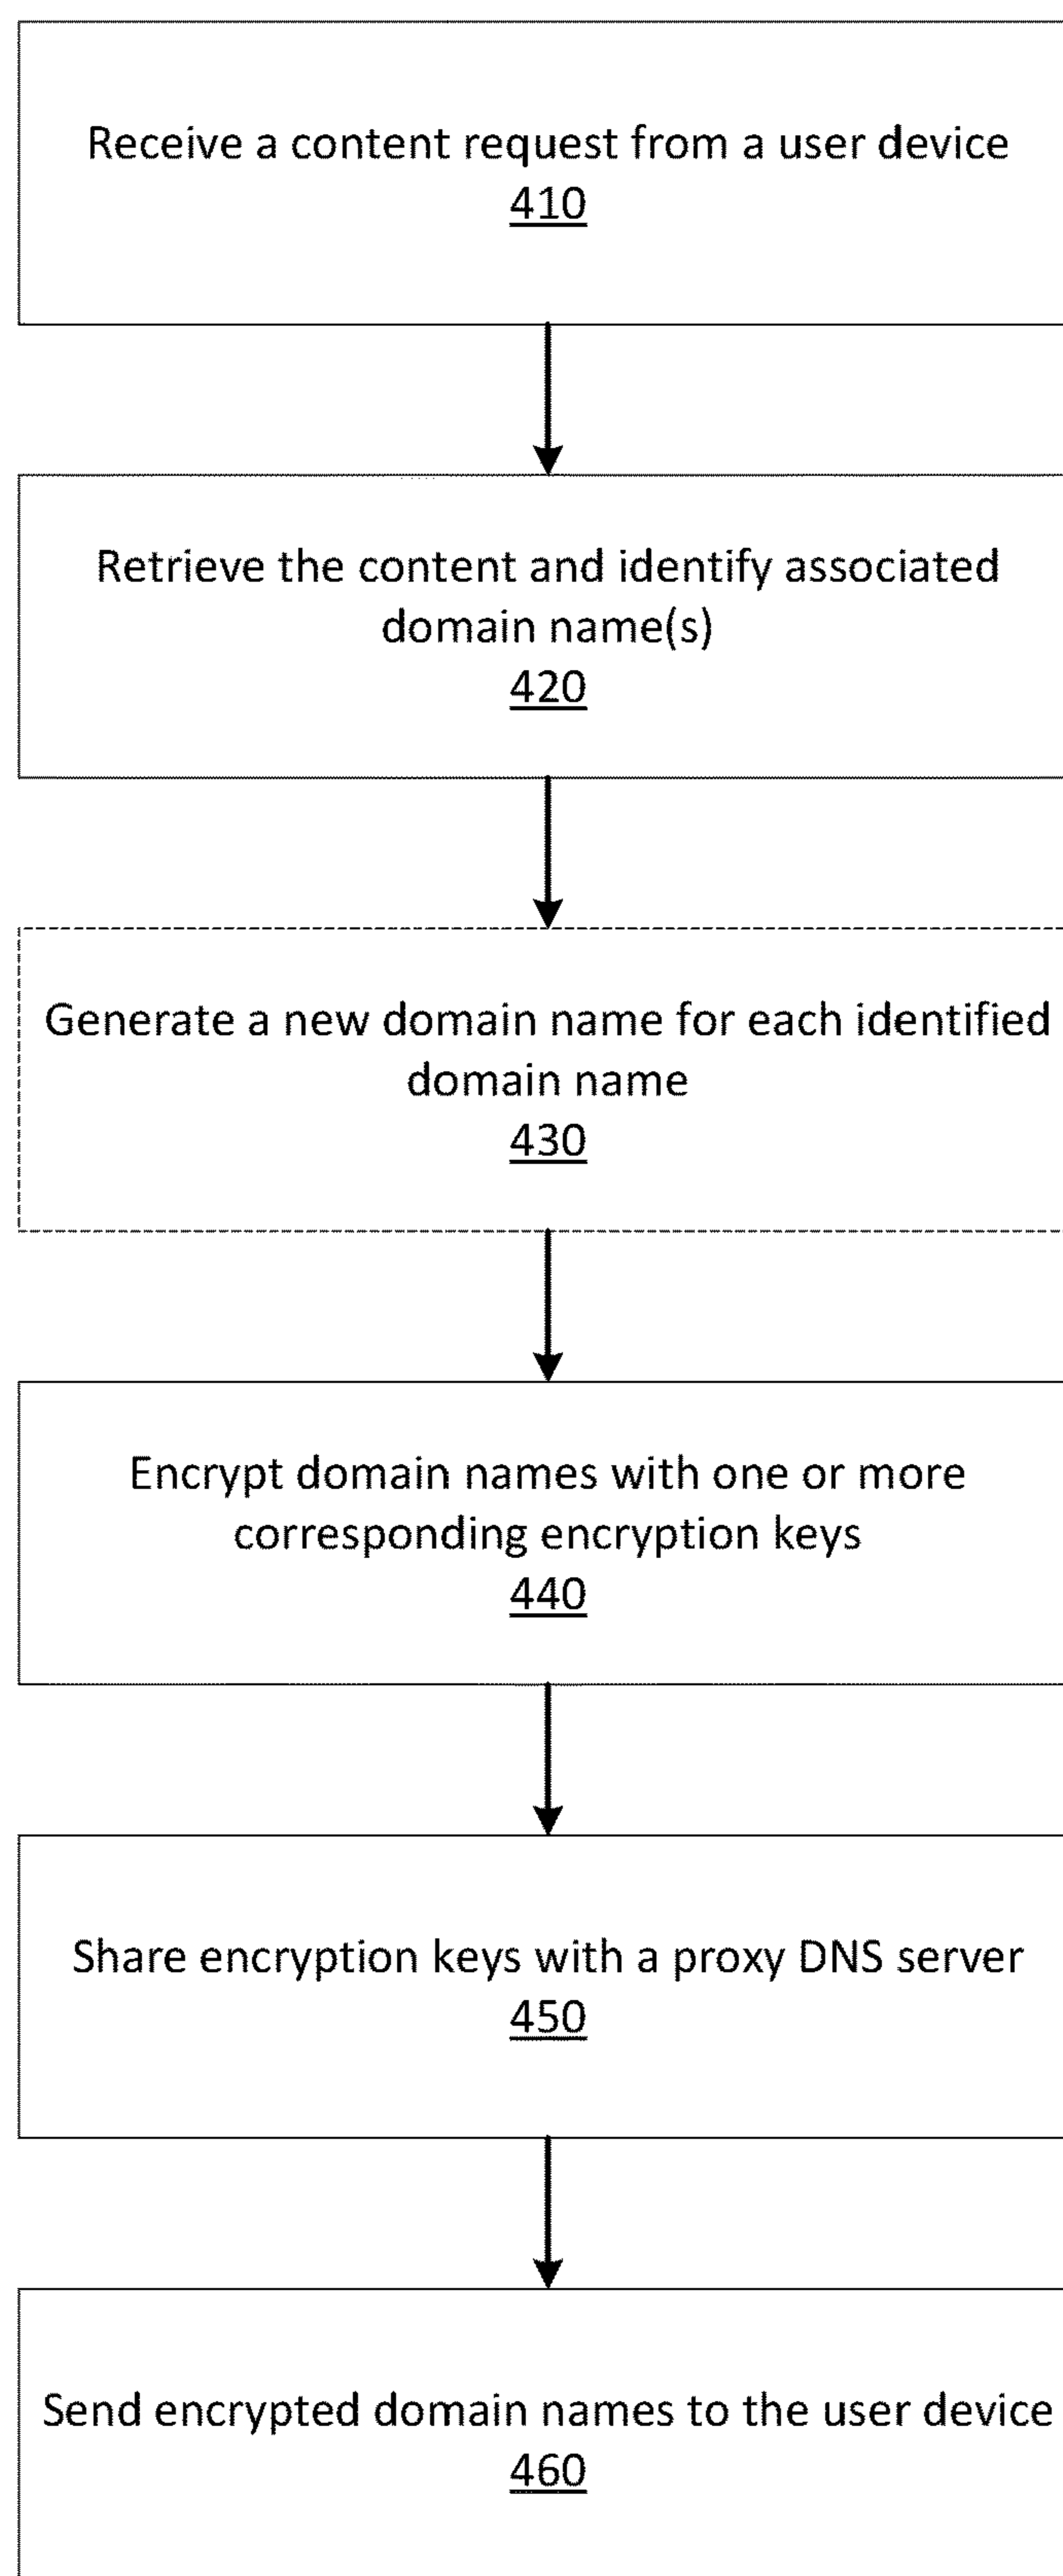 Receive a content request from a user device
410
Retrieve the content and identify associated
domain name(s)
420
Generate a new domain name for each identified
domain name
430
Encrypt domain names with one or more
corresponding encryption keys
440
Share encryption keys with a proxy DNS server
450
Send encrypted domain names to the user device
460